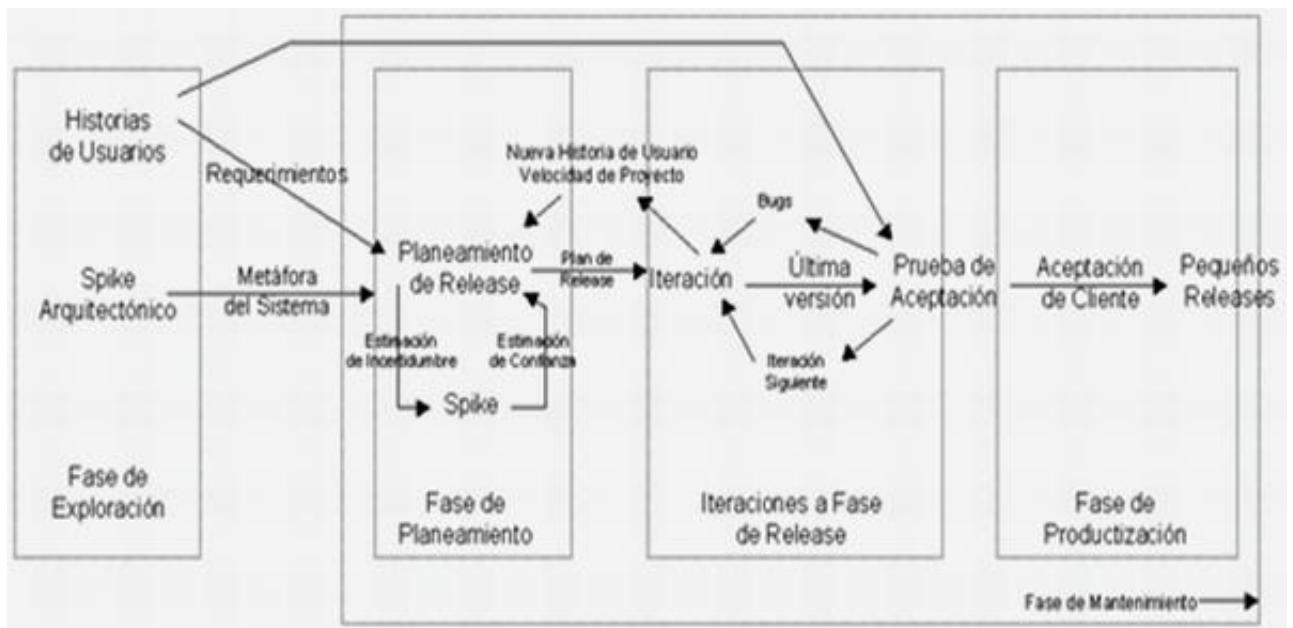 Historias
de Usuarios
Requerimientos
Spike
Arquitectónico
Metáfora
del Sistema
Fase de
Exploración
Nueva Historia de Usuario
Velocidad de Proyecto
Planeamiento
de Release
Plan de
Release
Estimación
de Incertidumbre
Estimación
de Confianza
Spike
Fase de
Planeamiento
Iteración
Bugs
Última
versión
Prueba de
Aceptación
Iteración
Siguiente
Iteraciones a Fase
de Release
Aceptación
de Cliente
Pequeños
Releases
Fase de
Productización
Fase de Mantenimiento